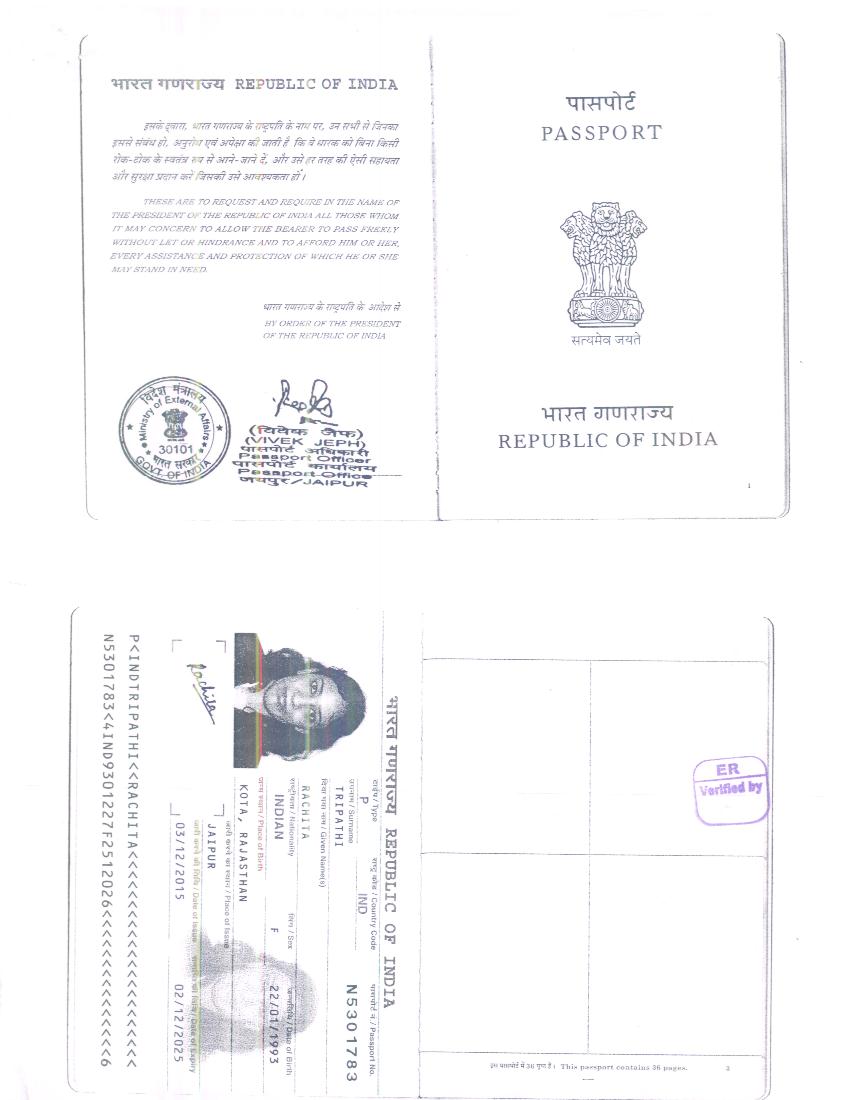 भारत गणराज्य REPUBLIC OF INDIA
इसके द्वारा, भारत गणराज्य के राष्ट्रपति के नाम पर, उन सभी से जिनका
इससे संबंध हो, अनुरोध एवं अपेक्षा की जाती है, कि वे धारक को बिना किसी
रोक-टोक के स्वतंत्र रूप से आने-जाने दें, और उसे हर तरह की ऐसी सहायता
और सुरक्षा प्रदान करें जिसकी उसे आवश्यकता हो।
THESE ARE TO REQUEST AND REQUIRE IN THE NAME OF
THE PRESIDENT OF THE REPUBLIC OF INDIA ALL THOSE WHOM
IT MAY CONCERN TO ALLOW THE BEARER TO PASS FREELY
WITHOUT LET OR HINDRANCE AND TO AFFORD HIM OR HER,
EVERY ASSISTANCE AND PROTECTION OF WHICH HE OR SHE
MAY STAND IN NEED.
भारत गणराज्य के राष्ट्रपति के आदेश से
BY ORDER OF THE PRESIDENT
OF THE REPUBLIC OF INDIA
विदेश मंत्रालय
Ministry of External Affairs
30101
भारत सरकार
GOVT. OF INDIA
(विवेक जैफ)
(VIVEK JEPH)
पासपोर्ट अधिकारी
Passport Officer
पासपोर्ट कार्यालय
Passport Office
जयपुर/JAIPUR
पासपोर्ट
PASSPORT
सत्यमेव जयते
भारत गणराज्य
REPUBLIC OF INDIA
1
भारत गणराज्य REPUBLIC OF INDIA
टाईप / Type
राष्ट्र कोड / Country Code
पासपोर्ट न. / Passport No.
P
IND
N5301783
उपनाम / Surname
TRIPATHI
दिया गया नाम / Given Name(s)
RACHITA
राष्ट्रीयता / Nationality
लिंग / Sex
जन्मतिथि / Date of Birth
INDIAN
F
22/01/1993
जन्म स्थान / Place of Birth
KOTA, RAJASTHAN
जारी करने का स्थान / Place of Issue
JAIPUR
जारी करने की तिथि / Date of Issue
समाप्ति की तिथि / Date of Expiry
03/12/2015
02/12/2025
Rachita
P<INDTRIPATHI<<RACHITA<<<<<<<<<<<<<<<<<<<<<<
N5301783<4IND9301227F2512026<<<<<<<<<<<<<<<6
ER
Verified by
इस पासपोर्ट में 36 पृष्ठ हैं। This passport contains 36 pages.
2